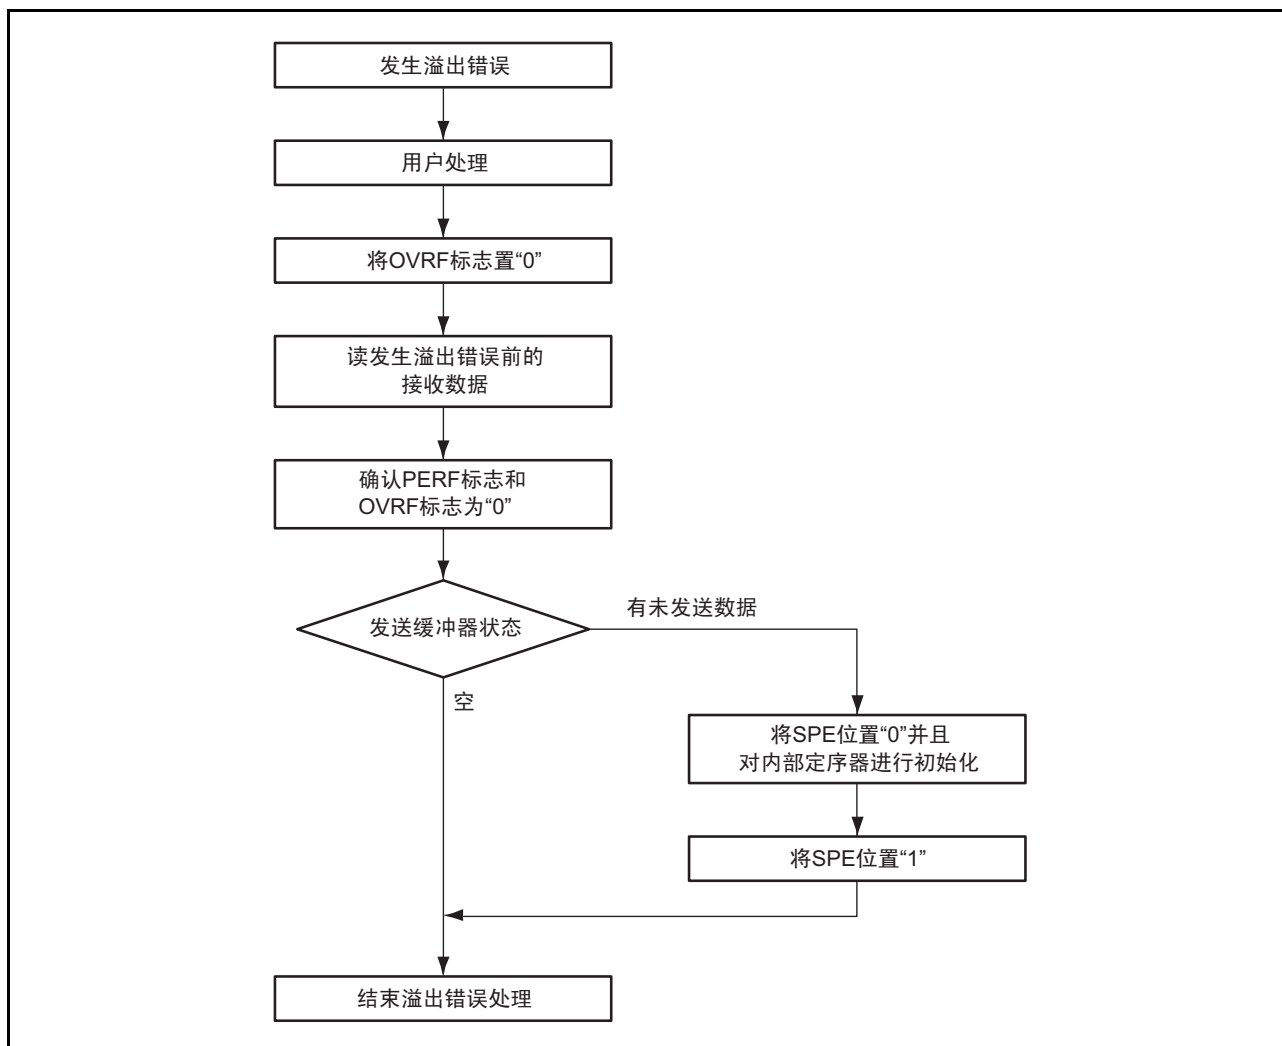 发生溢出错误
用户处理
将OVRF标志置“0”
读发生溢出错误前的
接收数据
确认PERF标志和
OVRF标志为“0”
发送缓冲器状态
有未发送数据
空
将SPE位置“0”并且
对内部定序器进行初始化
将SPE位置“1”
结束溢出错误处理